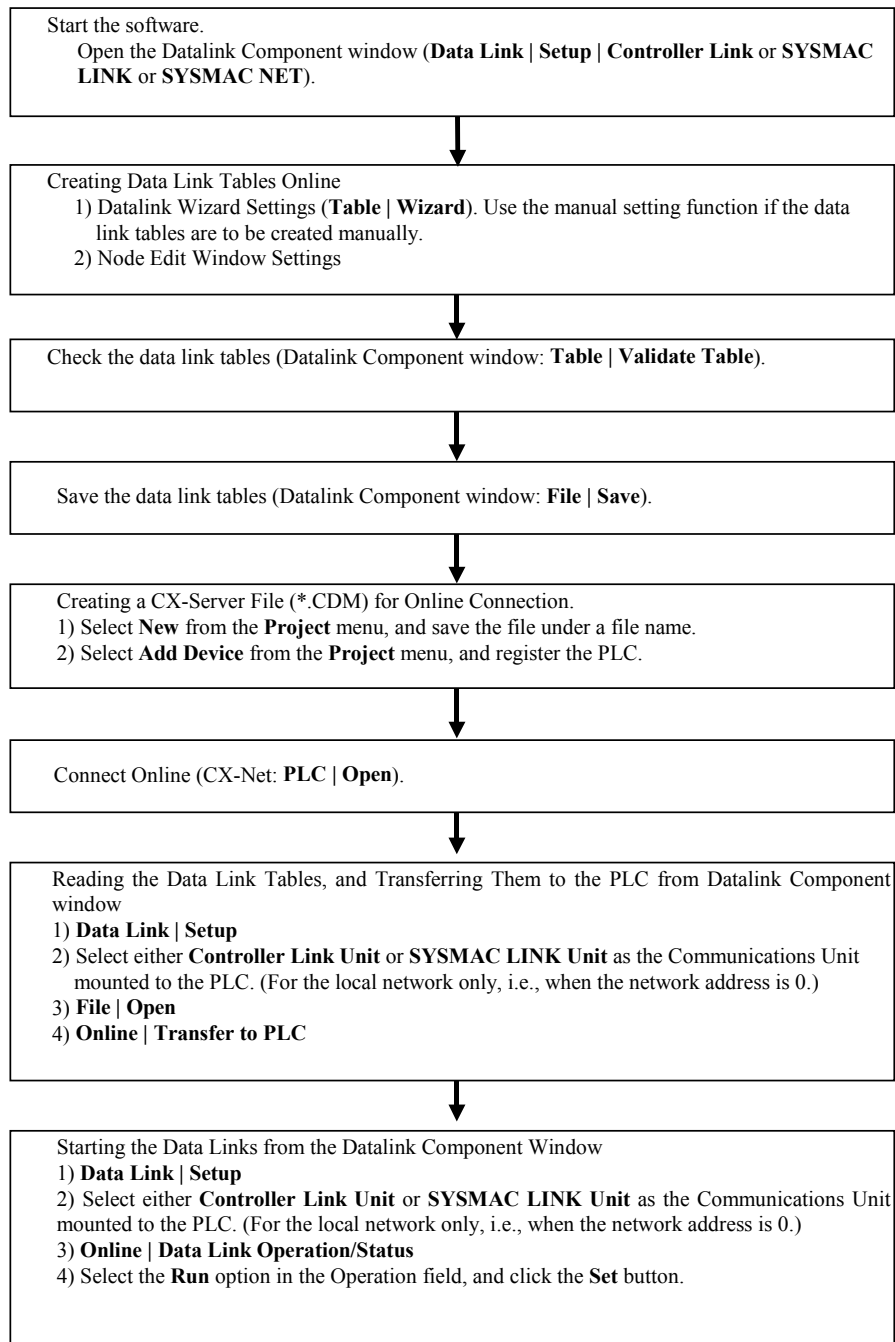 Start the software.
Open the Datalink Component window (Data Link | Setup | Controller Link or SYSMAC
LINK or SYSMAC NET).
Creating Data Link Tables Online
1) Datalink Wizard Settings (Table | Wizard). Use the manual setting function if the data
link tables are to be created manually.
2) Node Edit Window Settings
Check the data link tables (Datalink Component window: Table | Validate Table).
Save the data link tables (Datalink Component window: File | Save).
Creating a CX-Server File (*.CDM) for Online Connection.
1) Select New from the Project menu, and save the file under a file name.
2) Select Add Device from the Project menu, and register the PLC.
Connect Online (CX-Net: PLC | Open).
Reading the Data Link Tables, and Transferring Them to the PLC from Datalink Component
window
1) Data Link | Setup
2) Select either Controller Link Unit or SYSMAC LINK Unit as the Communications Unit
mounted to the PLC. (For the local network only, i.e., when the network address is 0.)
3) File | Open
4) Online | Transfer to PLC
Starting the Data Links from the Datalink Component Window
1) Data Link | Setup
2) Select either Controller Link Unit or SYSMAC LINK Unit as the Communications Unit
mounted to the PLC. (For the local network only, i.e., when the network address is 0.)
3) Online | Data Link Operation/Status
4) Select the Run option in the Operation field, and click the Set button.